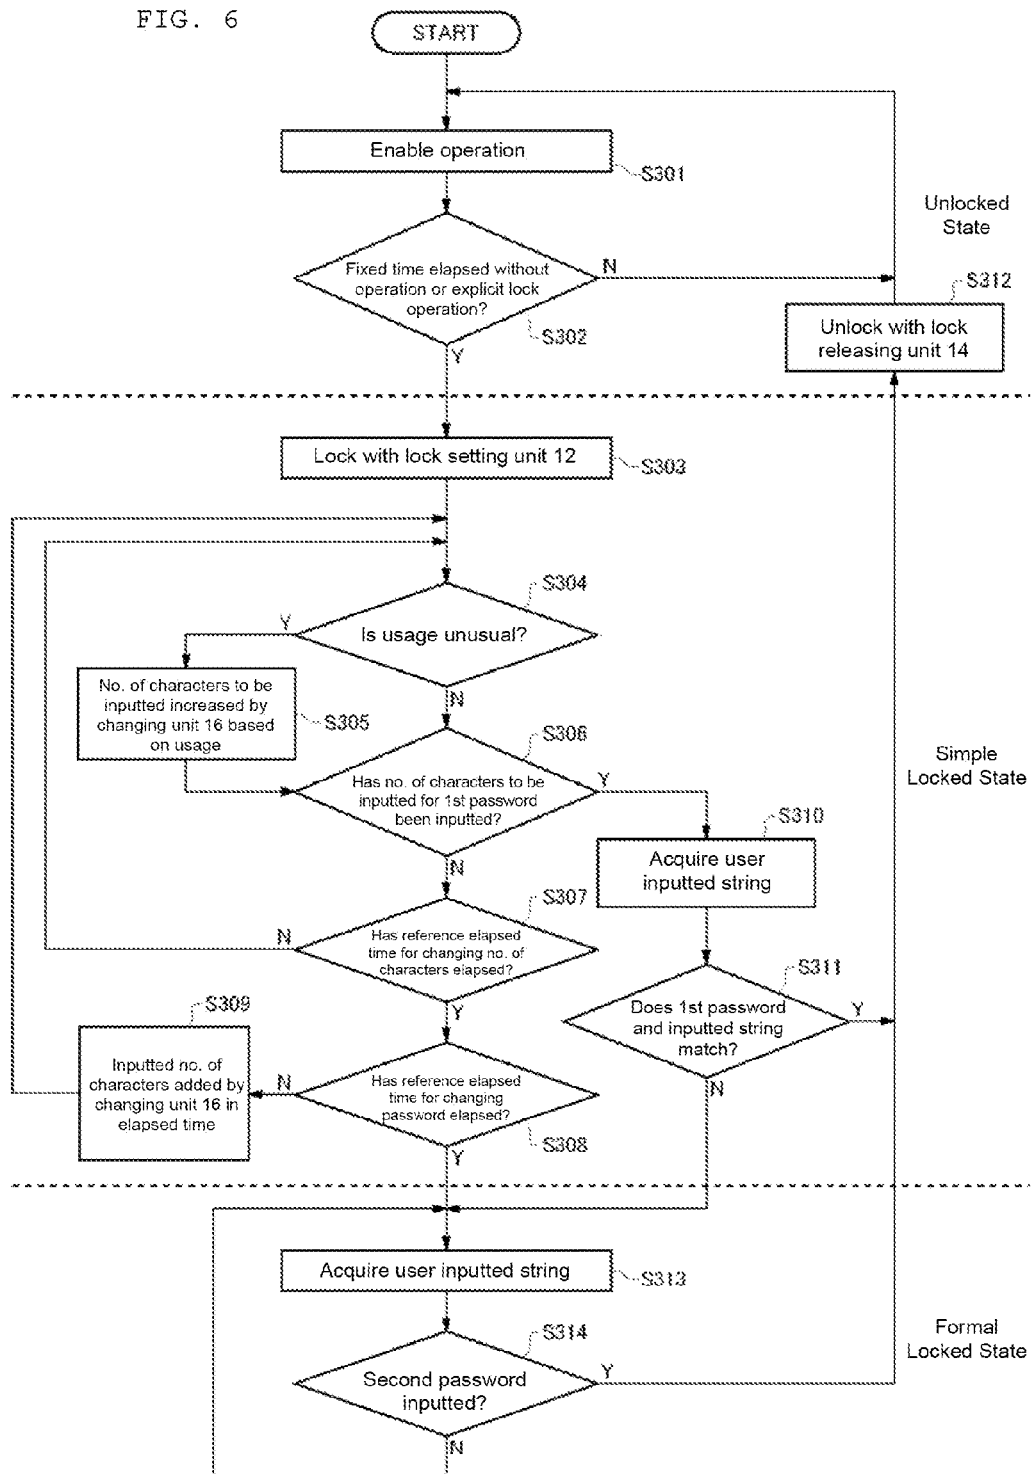 FIG. 6
START
Enable operation
S301
Unlocked
State
Fixed time elapsed without
operation or explicit lock
operation?
N
S302
Y
S312
Unlock with lock
releasing unit 14
Lock with lock setting unit 12
S303
S304
Is usage unusual?
Y
N
No. of characters to be
inputted increased by
changing unit 16 based
on usage
S305
S306
Has no. of characters to be
inputted for 1st password
been inputted?
Y
N
Simple
Locked State
S310
Acquire user
inputted string
S307
Has reference elapsed
time for changing no. of
characters elapsed?
N
Y
S311
Does 1st password
and inputted string
match?
Y
N
S309
Inputted no. of
characters added by
changing unit 16 in
elapsed time
N
Has reference elapsed
time for changing
password elapsed?
S308
Y
Acquire user inputted string
S313
S314
Second password
inputted?
Y
N
Formal
Locked State